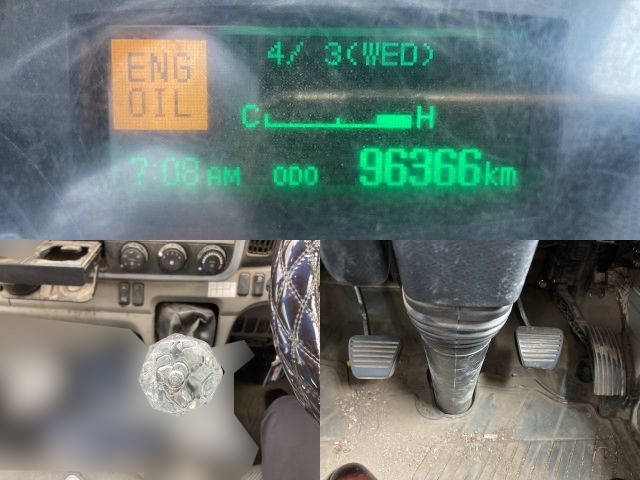 ENG
OIL
4/ 3(WED)
C H
7:08 AM ODO 96366km